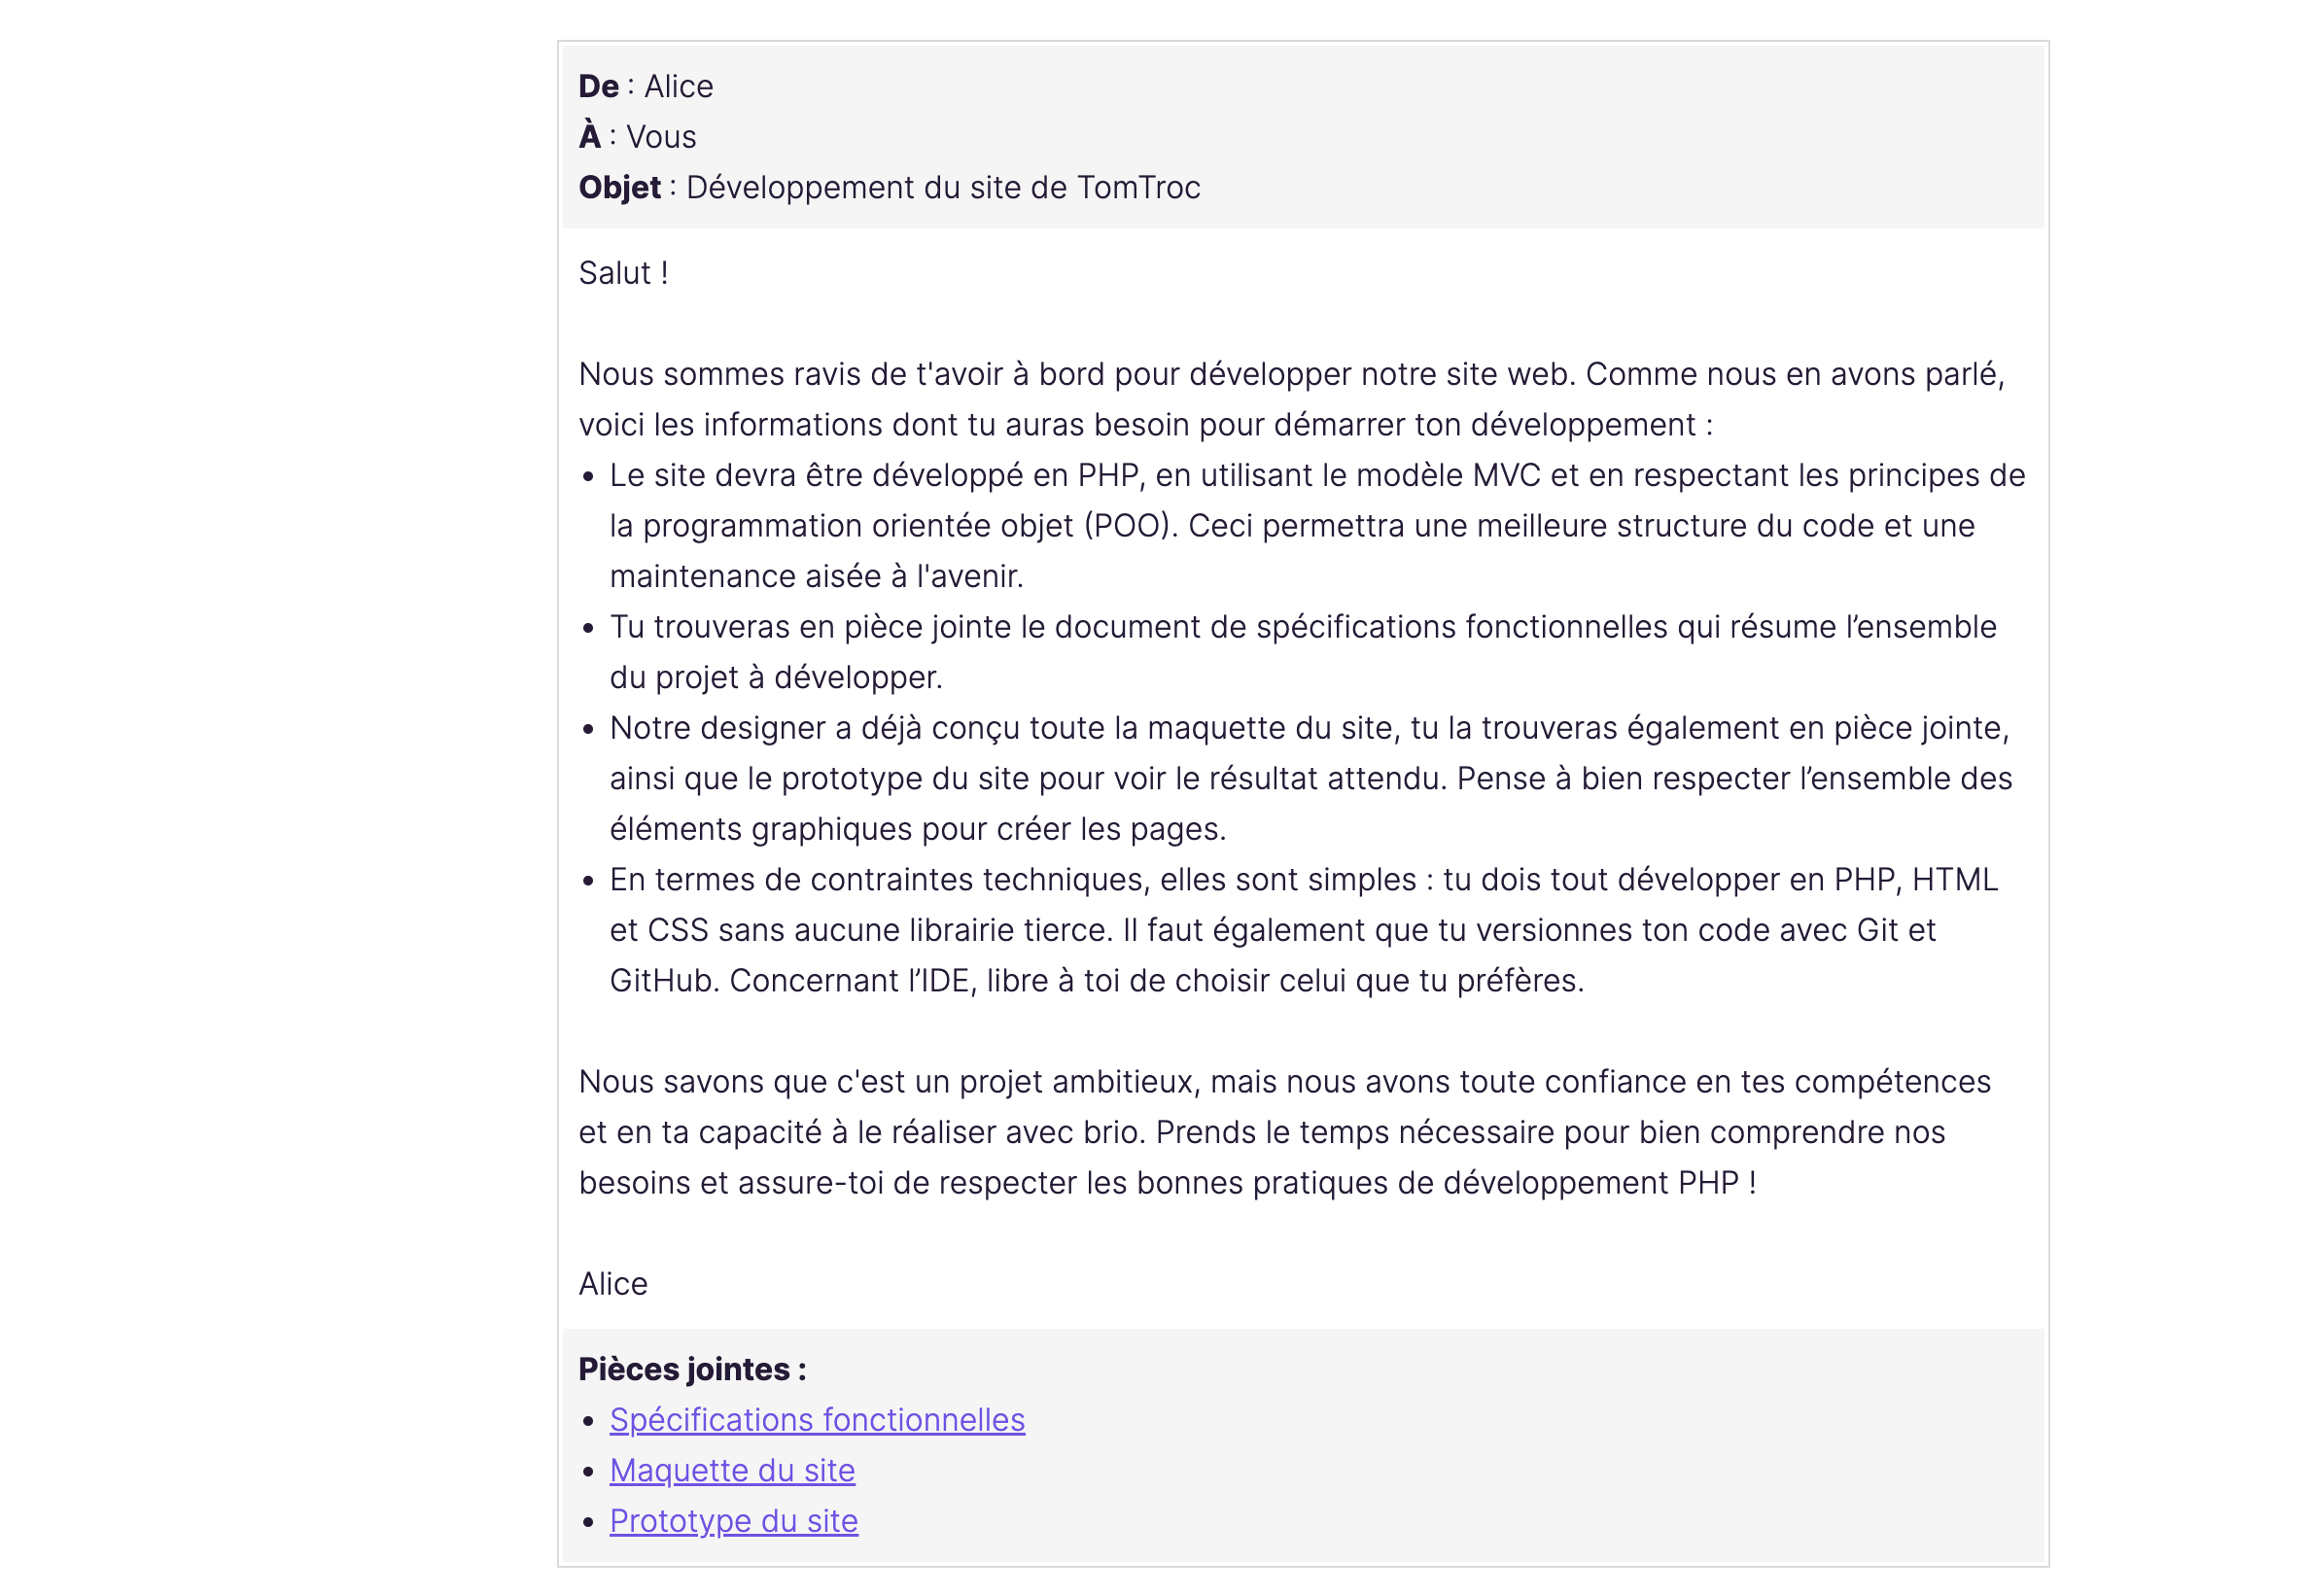 De : Alice
À : Vous
Objet : Développement du site de TomTroc
Salut !
Nous sommes ravis de t'avoir à bord pour développer notre site web. Comme nous en avons parlé,
voici les informations dont tu auras besoin pour démarrer ton développement :
• Le site devra être développé en PHP, en utilisant le modèle MVC et en respectant les principes de
la programmation orientée objet (POO). Ceci permettra une meilleure structure du code et une
maintenance aisée à l'avenir.
• Tu trouveras en pièce jointe le document de spécifications fonctionnelles qui résume l’ensemble
du projet à développer.
• Notre designer a déjà conçu toute la maquette du site, tu la trouveras également en pièce jointe,
ainsi que le prototype du site pour voir le résultat attendu. Pense à bien respecter l’ensemble des
éléments graphiques pour créer les pages.
• En termes de contraintes techniques, elles sont simples : tu dois tout développer en PHP, HTML
et CSS sans aucune librairie tierce. Il faut également que tu versionnes ton code avec Git et
GitHub. Concernant l’IDE, libre à toi de choisir celui que tu préfères.
Nous savons que c'est un projet ambitieux, mais nous avons toute confiance en tes compétences
et en ta capacité à le réaliser avec brio. Prends le temps nécessaire pour bien comprendre nos
besoins et assure-toi de respecter les bonnes pratiques de développement PHP !
Alice
Pièces jointes :
• Spécifications fonctionnelles
• Maquette du site
• Prototype du site